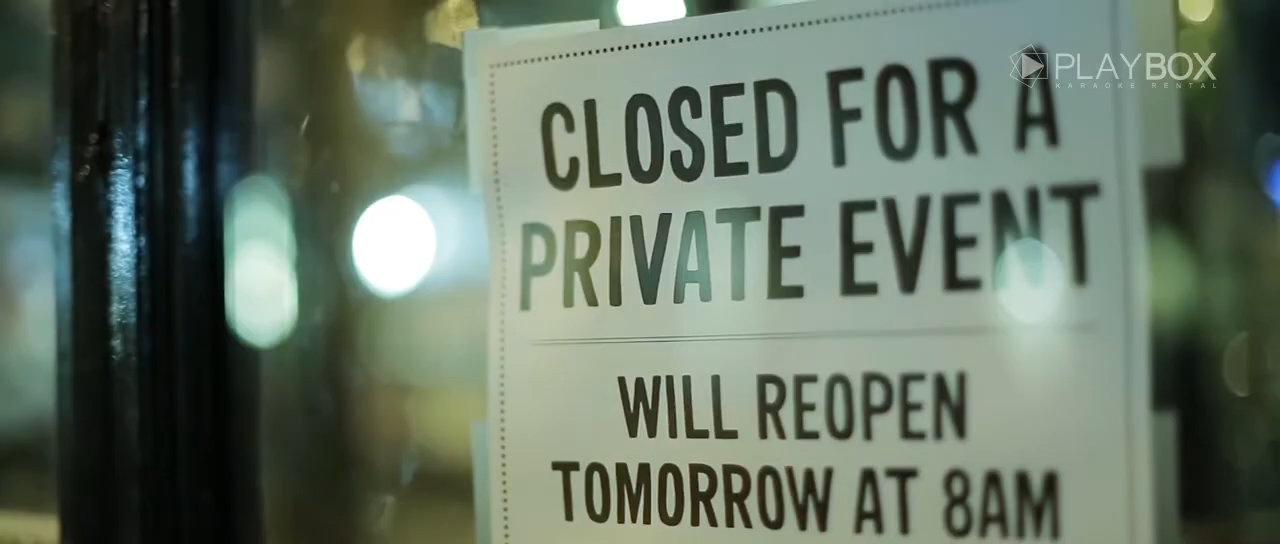 PLAYBOX
KARAOKE RENTAL
CLOSED FOR A
PRIVATE EVENT
WILL REOPEN
TOMORROW AT 8AM